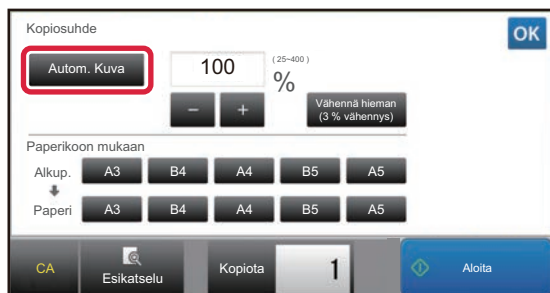 Kopiosuhde
OK
Autom. Kuva
100
(25~400)
%
−
+
Vähennä hieman
(3 % vähennys)
Paperikoon mukaan
Alkup.
A3
B4
A4
B5
A5
Paperi
A3
B4
A4
B5
A5
CA
Esikatselu
Kopiota
1
Aloita